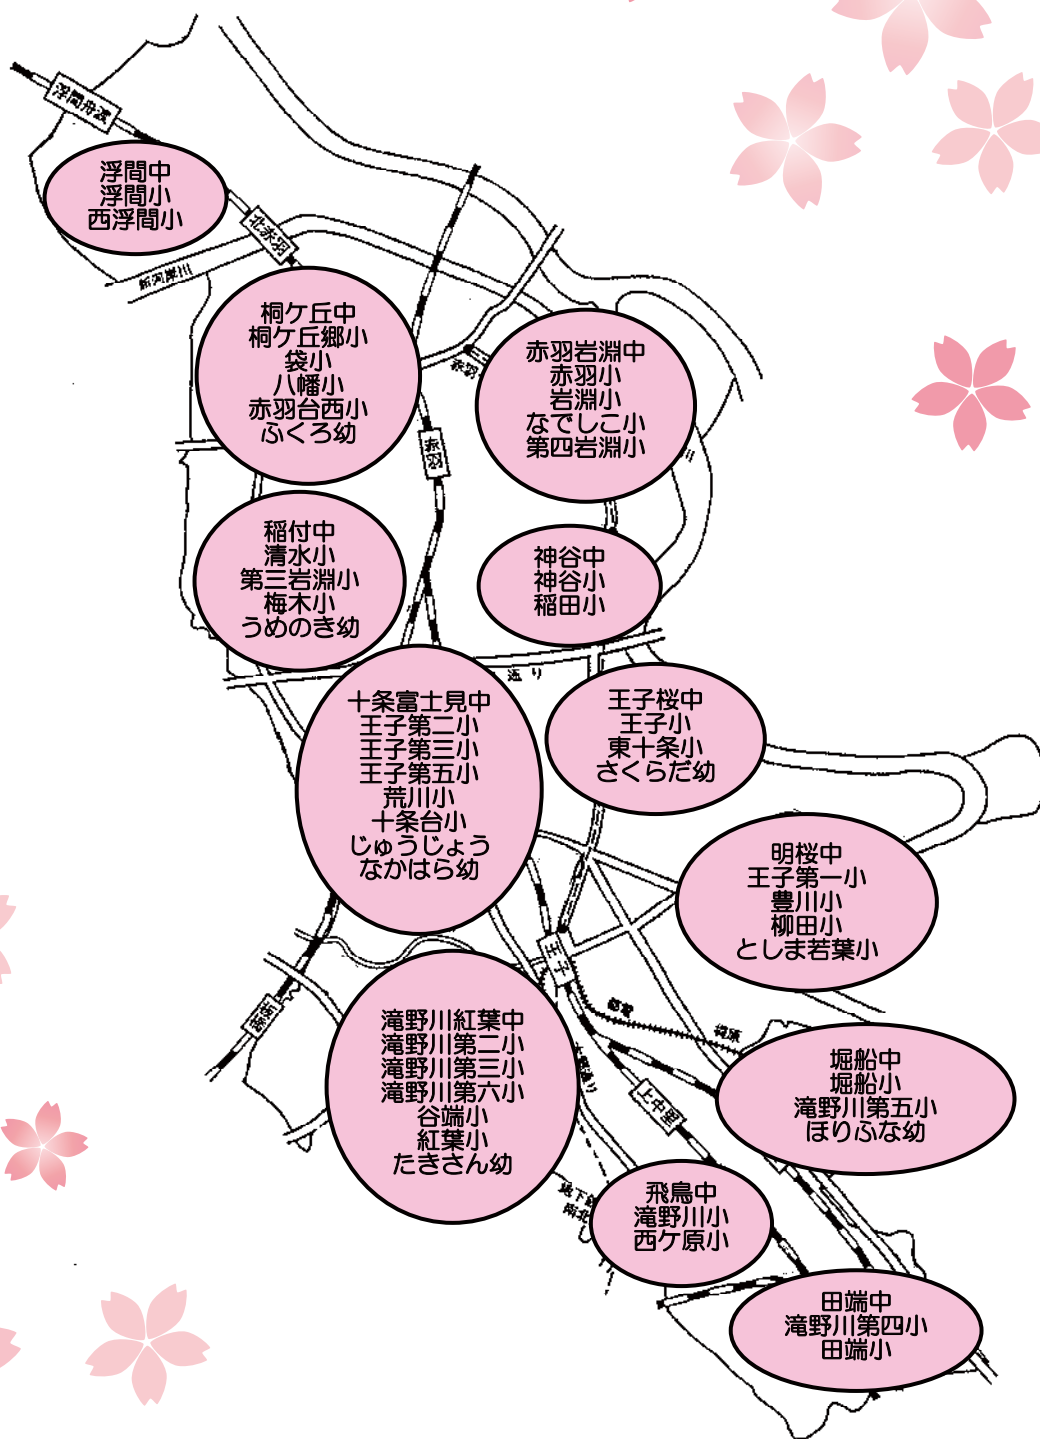 浮間舟渡
浮間中
浮間小
西浮間小
北赤羽
新河岸川
桐ケ丘中
桐ケ丘郷小
袋小
八幡小
赤羽台西小
ふくろ幼
赤羽岩淵中
赤羽小
岩淵小
なでしこ小
第四岩淵小
赤羽
赤羽
稲付中
清水小
第三岩淵小
梅木小
うめのき幼
神谷中
神谷小
稲田小
通り
十条富士見中
王子第二小
王子第三小
王子第五小
荒川小
十条台小
じゅうじょう
なかはら幼
王子桜中
王子小
東十条小
さくらだ幼
明桜中
王子第一小
豊川小
柳田小
としま若葉小
王子
板橋
滝野川紅葉中
滝野川第二小
滝野川第三小
滝野川第六小
谷端小
紅葉小
たきさん幼
都電
上中里
堀船中
堀船小
滝野川第五小
ほりふな幼
地下鉄
南北
飛鳥中
滝野川小
西ケ原小
田端中
滝野川第四小
田端小